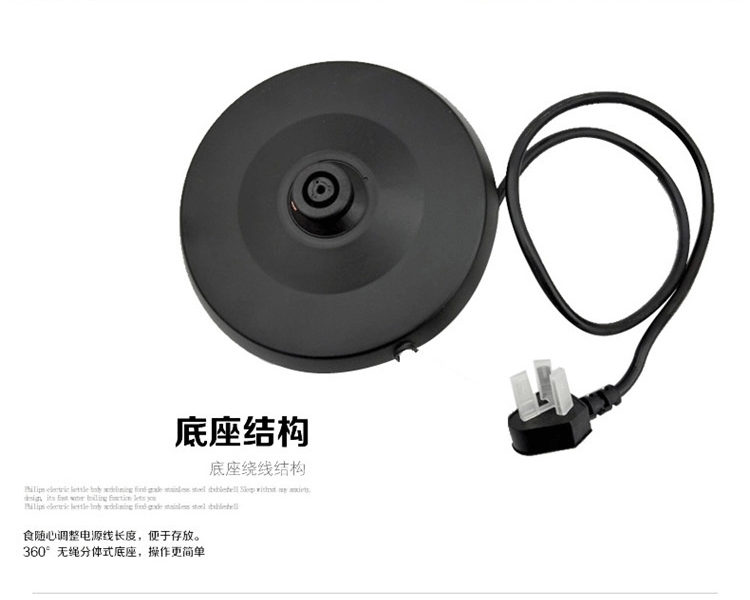 底座结构
底座绕线结构
Philips electric kettle body modeluning food-grade stainless steel doubleshell Sleep without any anxiety,
design, its fast water boiling function lets you
Philips electric kettle body modeluning food-grade stainless steel doubleshell
食随心调整电源线长度，便于存放。
360°无绳分体式底座，操作更简单